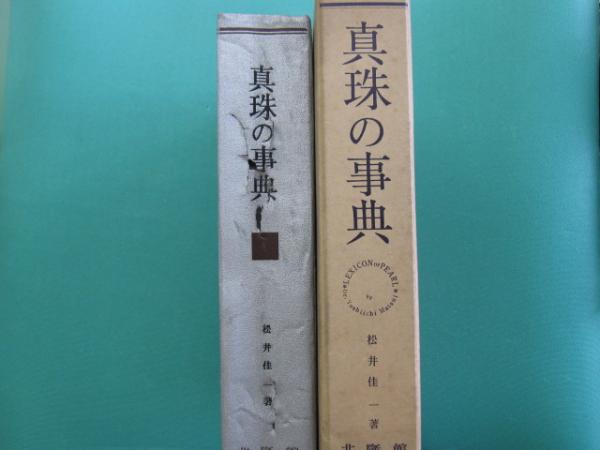 真珠の事典
松井佳一著
真珠の事典
LEXICON OF PEARL
by
Dr. Yoshiichi Matsui
松井佳一著
北隆館